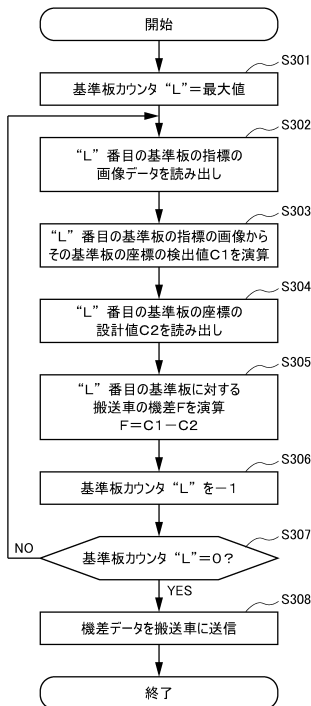 開始
S301
基準板カウンタ “L”＝最大値
S302
“L” 番目の基準板の指標の
画像データを読み出し
S303
“L” 番目の基準板の指標の画像から
その基準板の座標の検出値C1を演算
S304
“L” 番目の基準板の座標の
設計値C2を読み出し
S305
“L” 番目の基準板に対する
搬送車の機差Fを演算
F＝C1－C2
S306
基準板カウンタ “L” を－1
S307
NO
基準板カウンタ “L”＝0？
YES
S308
機差データを搬送車に送信
終了